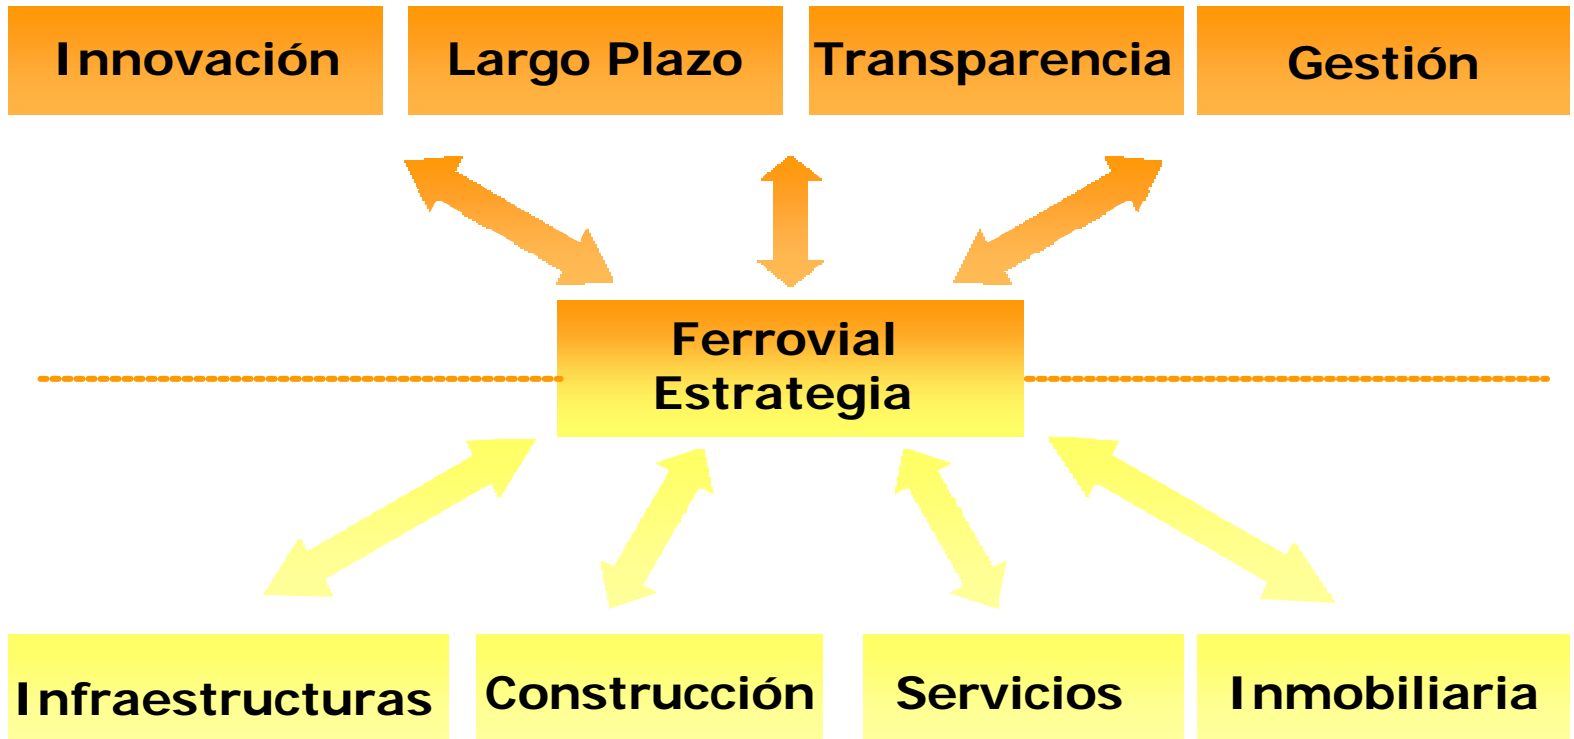 Innovación
Largo Plazo
Transparencia
Gestión
Ferrovial
Estrategia
Infraestructuras
Construcción
Servicios
Inmobiliaria